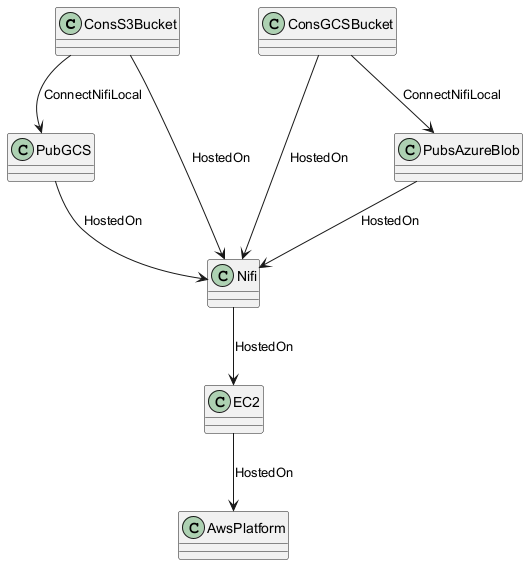 C ConsS3Bucket
C ConsGCSBucket
ConnectNifiLocal
ConnectNifiLocal
C PubGCS
HostedOn
HostedOn
C PubsAzureBlob
HostedOn
HostedOn
C Nifi
HostedOn
C EC2
HostedOn
C AwsPlatform